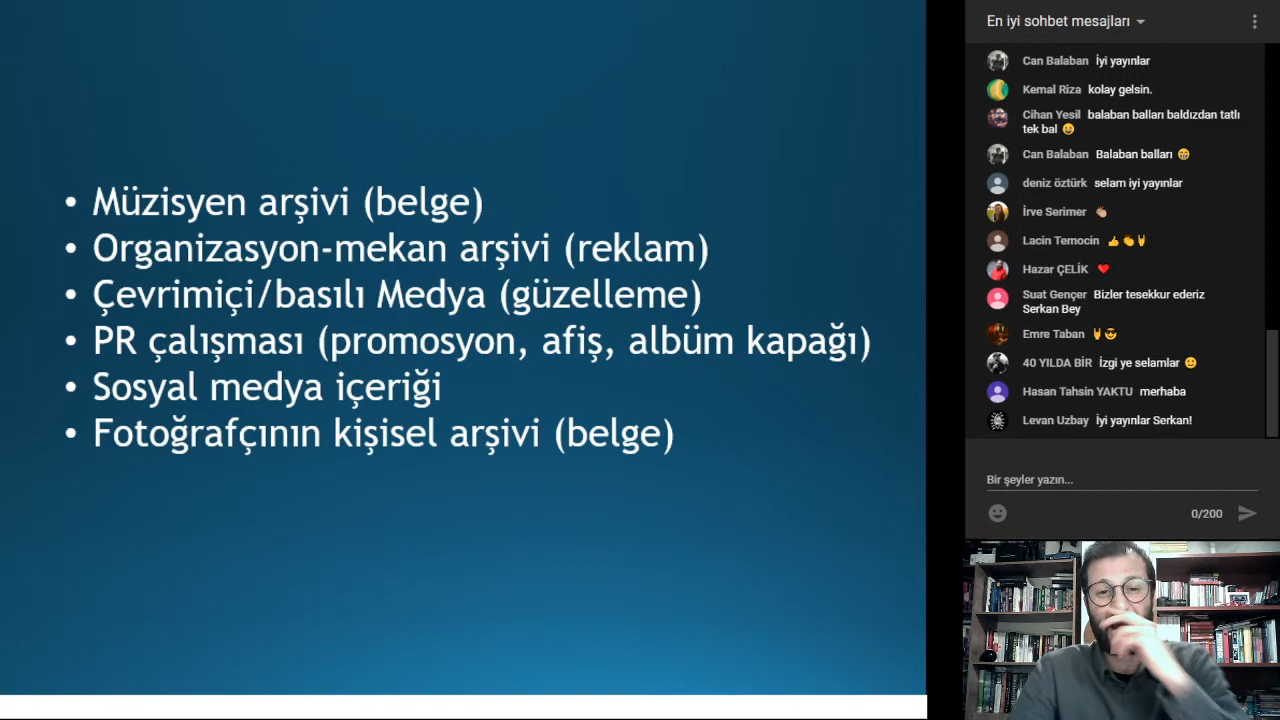 • Müzisyen arşivi (belge)
• Organizasyon-mekan arşivi (reklam)
• Çevrimiçi/basılı Medya (güzelleme)
• PR çalışması (promosyon, afiş, albüm kapağı)
• Sosyal medya içeriği
• Fotoğrafçının kişisel arşivi (belge)
En iyi sohbet mesajları
Can Balaban İyi yayınlar
Kemal Riza kolay gelsin.
Cihan Yesil balaban balları baldızdan tatlı
tek bal 😀
Can Balaban Balaban balları 😁
deniz öztürk selam iyi yayınlar
İrve Serimer 👏🏼
Lacin Temocin 👍👏🤘
Hazar ÇELİK ❤️
Suat Gençer Bizler tesekkur ederiz
Serkan Bey
Emre Taban 🤘😎
40 YILDA BİR İzgi ye selamlar 🙂
Hasan Tahsin YAKTU merhaba
Levan Uzbay İyi yayınlar Serkan!
Bir şeyler yazın...
0/200